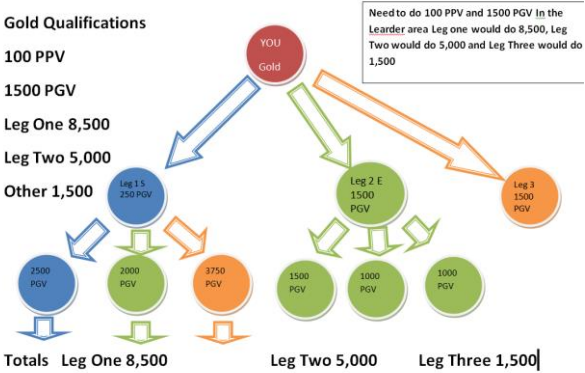 Gold Qualifications
100 PPV
1500 PGV
Leg One 8,500
Leg Two 5,000
Other 1,500
YOU
Gold
Need to do 100 PPV and 1500 PGV In the
Learder area Leg one would do 8,500, Leg
Two would do 5,000 and Leg Three would do
1,500
Leg 1 S
250 PGV
Leg 2 E
1500
PGV
Leg 3
1500
PGV
2500
PGV
2000
PGV
3750
PGV
1500
PGV
1000
PGV
1000
PGV
Totals Leg One 8,500 Leg Two 5,000 Leg Three 1,500